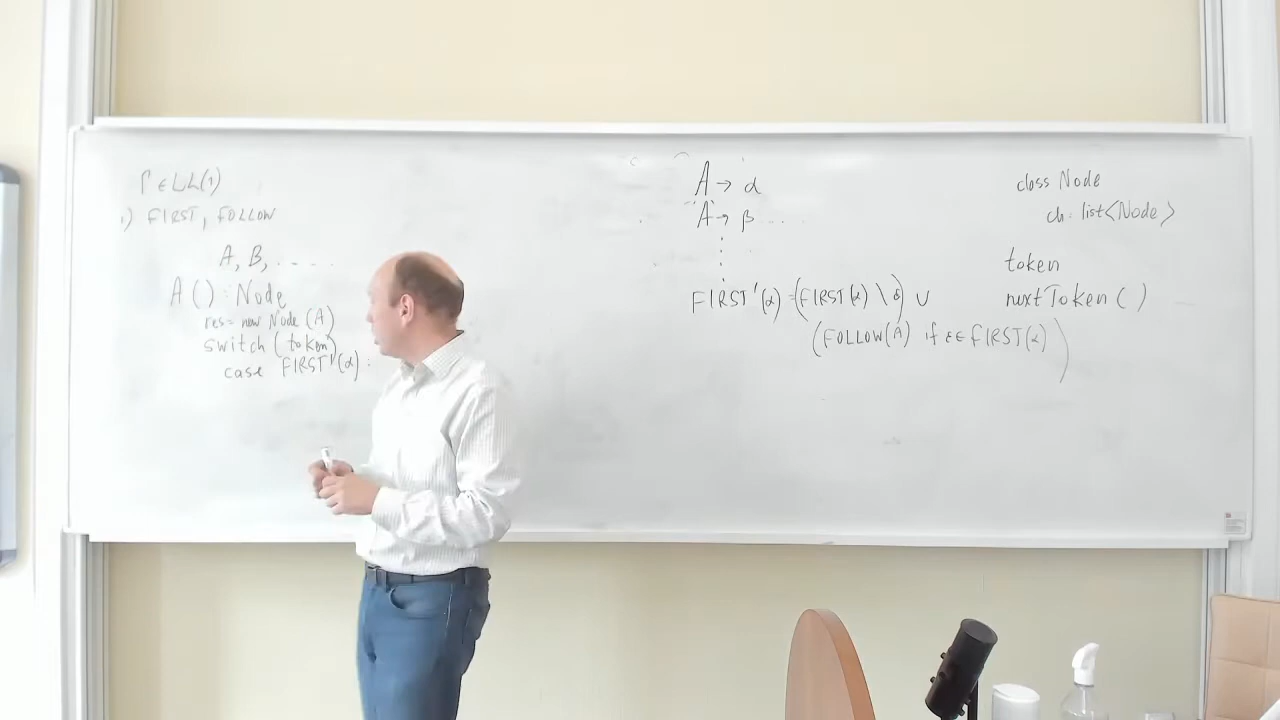 Γ ∈ LL(1)
1) FIRST, FOLLOW
A, B, . . . . .
A ( ) : Node
res = new Node (A)
switch (token)
case FIRST'(α) :
A → α
A → β . . .
FIRST'(α) = (FIRST(α) \ ε) ∪
(FOLLOW(A) if ε ∈ FIRST(α))
class Node
ch : list<Node>
token
nextToken ( )